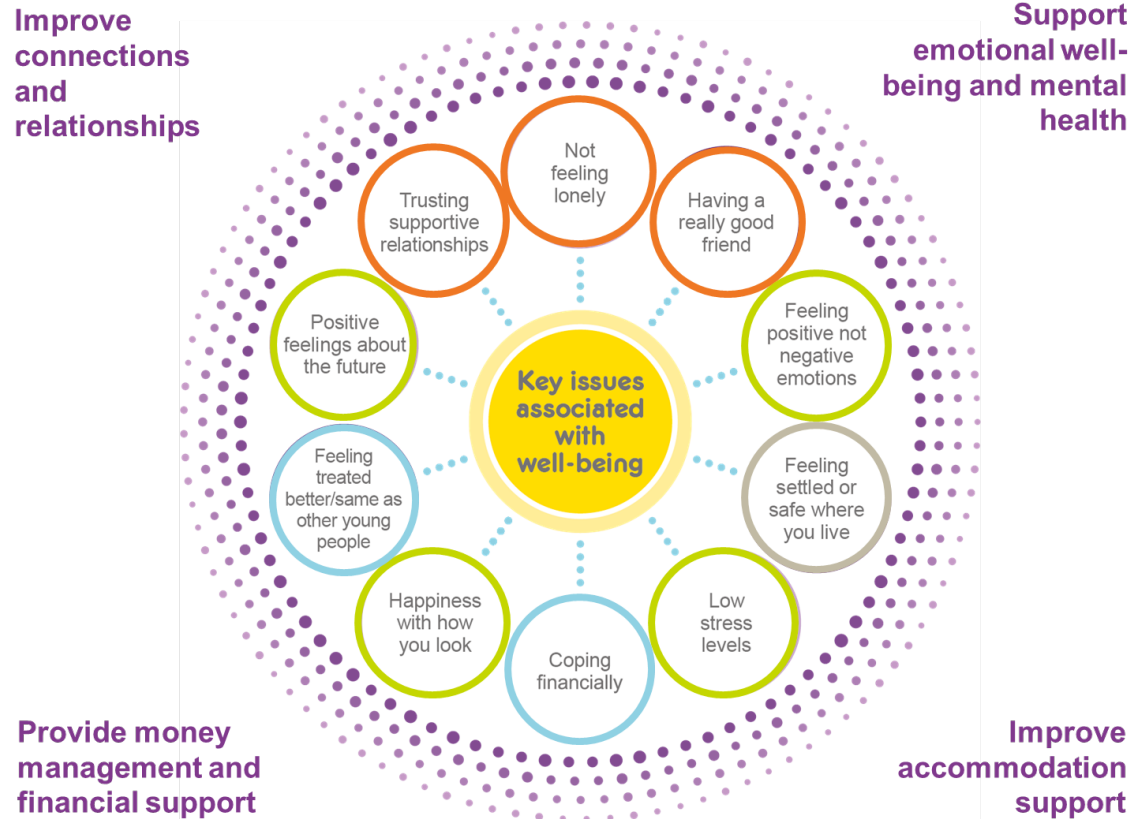 Improve
connections
and
relationships
Support
emotional well-
being and mental
health
Not
feeling
lonely
Trusting
supportive
relationships
Having a
really good
friend
Positive
feelings about
the future
Feeling
positive not
negative
emotions
Key issues
associated
with
well-being
Feeling
treated
better/same as
other young
people
Feeling
settled or
safe where
you live
Happiness
with how
you look
Low
stress
levels
Coping
financially
Provide money
management and
financial support
Improve
accommodation
support